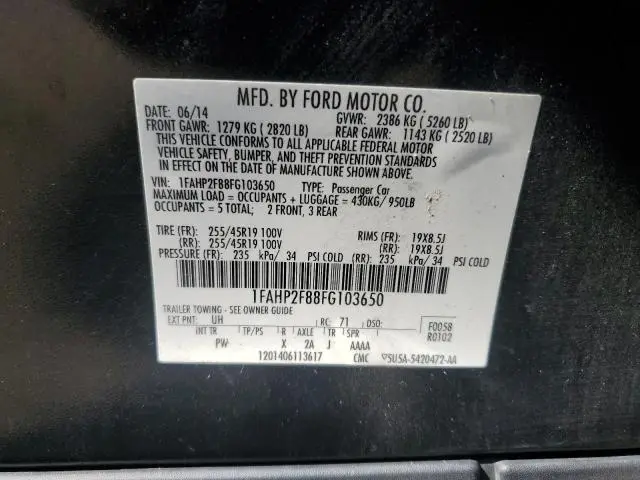 MFD. BY FORD MOTOR CO.
DATE: 06/14 GVWR: 2386 KG ( 5260 LB)
FRONT GAWR: 1279 KG ( 2820 LB) REAR GAWR: 1143 KG ( 2520 LB)
THIS VEHICLE CONFORMS TO ALL APPLICABLE FEDERAL MOTOR
VEHICLE SAFETY, BUMPER, AND THEFT PREVENTION STANDARDS
IN EFFECT ON THE DATE OF MANUFACTURE SHOWN ABOVE.
VIN: 1FAHP2F88FG103650 TYPE: Passenger Car
MAXIMUM LOAD = OCCUPANTS + LUGGAGE = 430KG/ 950LB
OCCUPANTS = 5 TOTAL: 2 FRONT, 3 REAR
TIRE (FR): 255/45R19 100V RIMS (FR): 19X8.5J
(RR): 255/45R19 100V (RR): 19X8.5J
PRESSURE (FR): 235 kPa/ 34 PSI COLD (RR): 235 kPa/ 34 PSI COLD
1FAHP2F88FG103650
TRAILER TOWING - SEE OWNER GUIDE
EXT PNT: UH RC: 71 DSO: F0058
INT TR TP/PS R AXLE TR SPR R0102
PW X 2A J AAAA
1201406113617 CMC 5U5A-5420472-AA